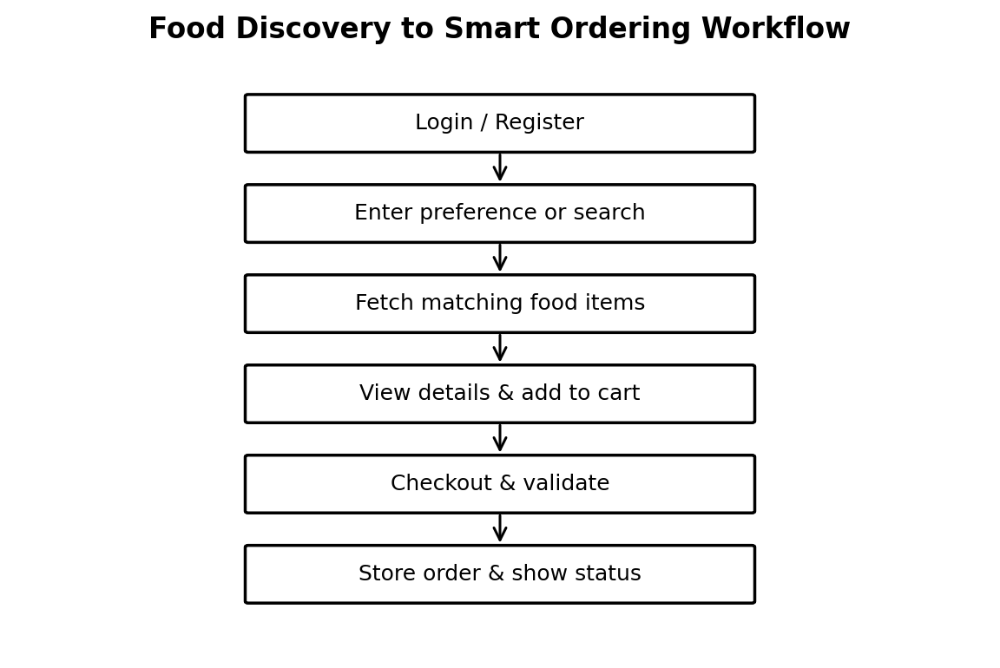 Food Discovery to Smart Ordering Workflow
Login / Register
Enter preference or search
Fetch matching food items
View details & add to cart
Checkout & validate
Store order & show status